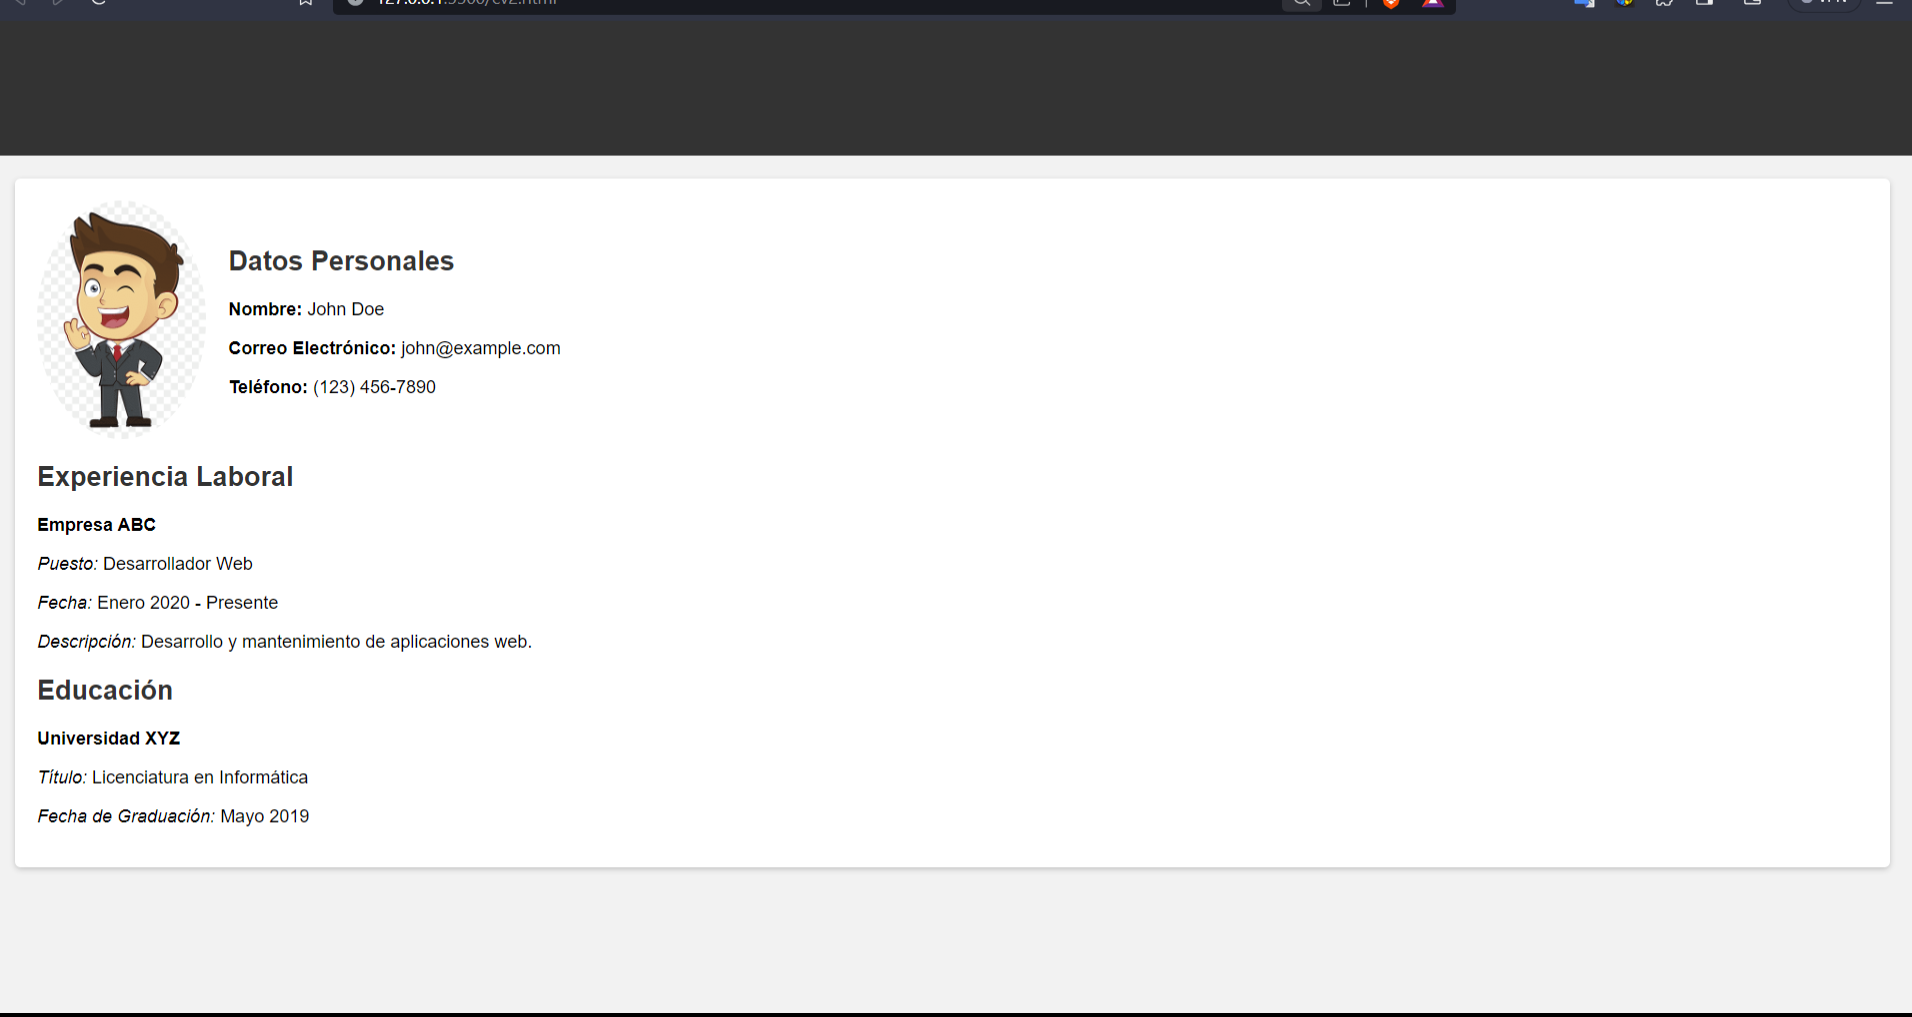 127.0.0.1:5500/cv2.html
VPN
Datos Personales
Nombre: John Doe
Correo Electrónico: john@example.com
Teléfono: (123) 456-7890
Experiencia Laboral
Empresa ABC
Puesto: Desarrollador Web
Fecha: Enero 2020 - Presente
Descripción: Desarrollo y mantenimiento de aplicaciones web.
Educación
Universidad XYZ
Título: Licenciatura en Informática
Fecha de Graduación: Mayo 2019